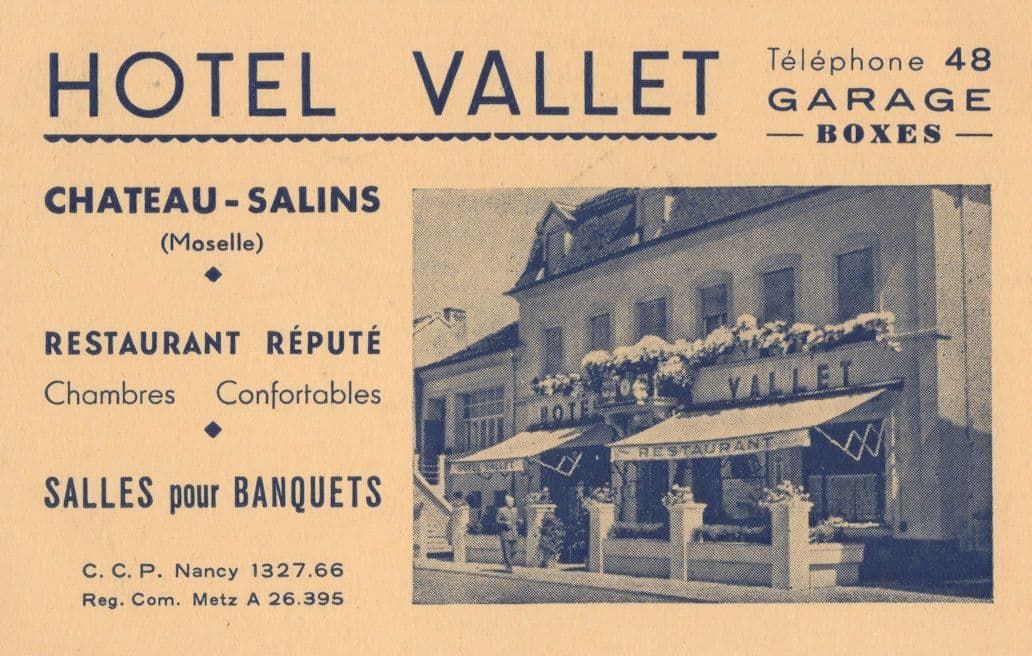 HOTEL VALLET
Téléphone 48
GARAGE
— BOXES —
CHATEAU-SALINS
(Moselle)
RESTAURANT RÉPUTÉ
Chambres Confortables
SALLES pour BANQUETS
C. C. P. Nancy 1327.66
Reg. Com. Metz A 26.395
HOTEL VALLET
RESTAURANT